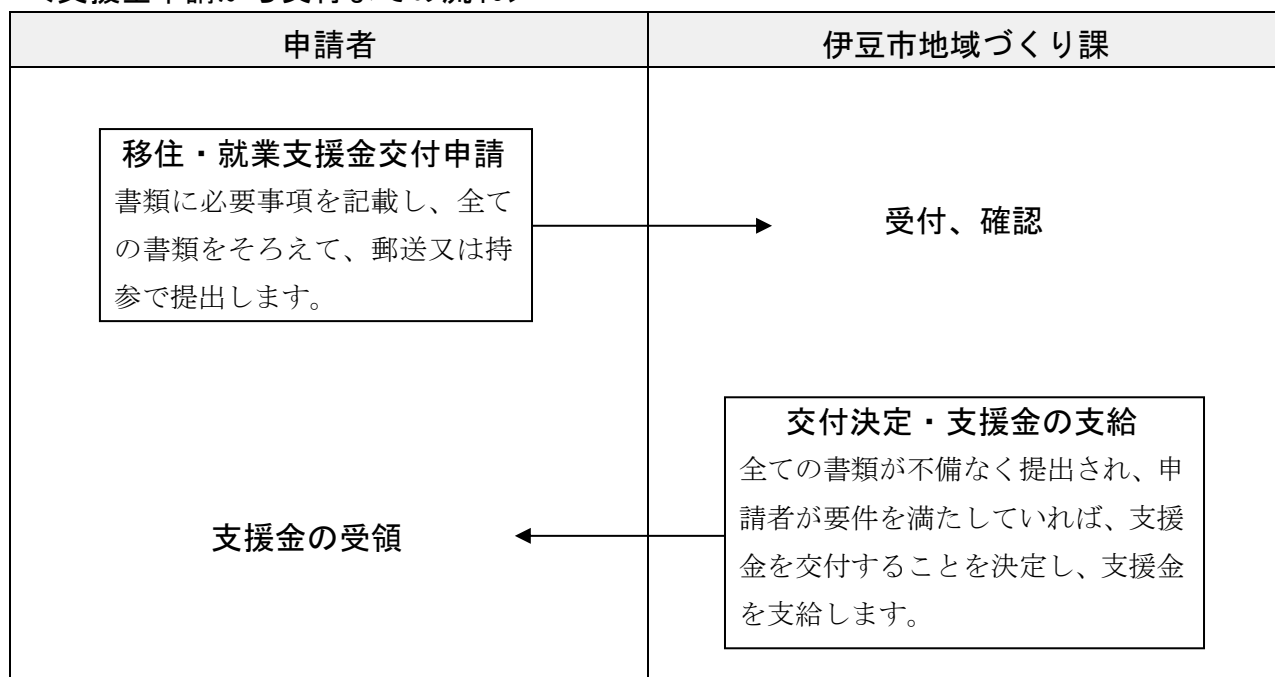 申請者
伊豆市地域づくり課
移住・就業支援金交付申請
書類に必要事項を記載し、全て
の書類をそろえて、郵送又は持
参で提出します。
受付、確認
交付決定・支援金の支給
全ての書類が不備なく提出され、申
請者が要件を満たしていれば、支援
金を交付することを決定し、支援金
を支給します。
支援金の受領